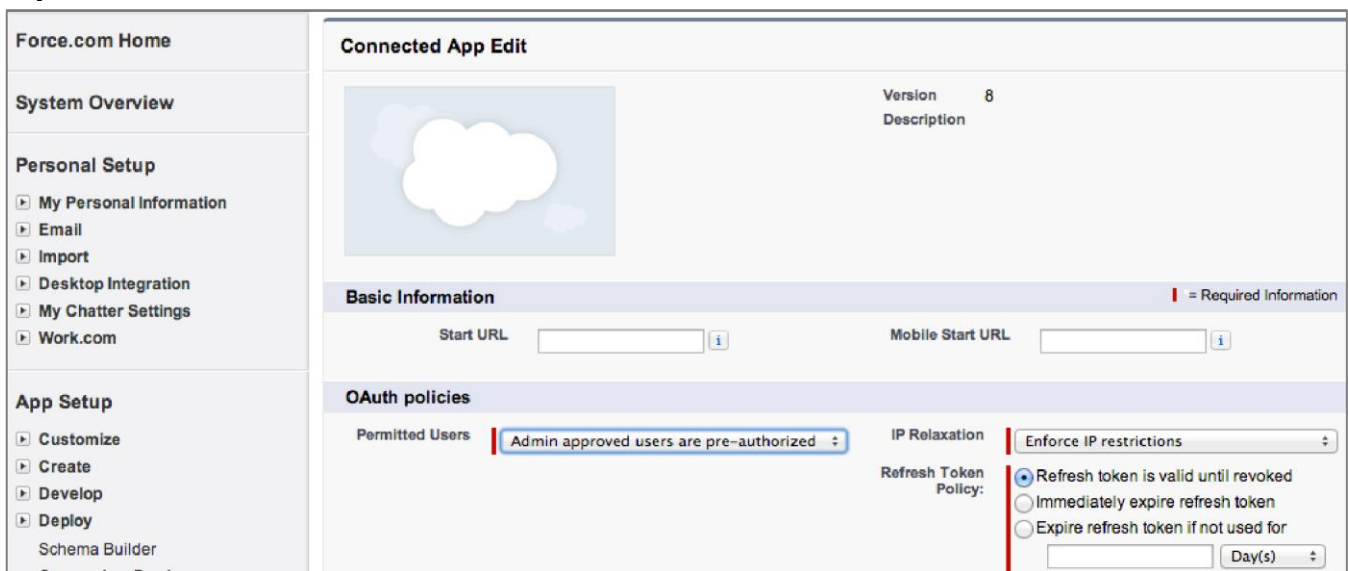 Force.com Home
System Overview
Personal Setup
My Personal Information
Email
Import
Desktop Integration
My Chatter Settings
Work.com
App Setup
Customize
Create
Develop
Deploy
Schema Builder
Connected App Edit
Version 8
Description
Basic Information
= Required Information
Start URL
i
Mobile Start URL
i
OAuth policies
Permitted Users
Admin approved users are pre-authorized
IP Relaxation
Enforce IP restrictions
Refresh Token
Policy:
Refresh token is valid until revoked
Immediately expire refresh token
Expire refresh token if not used for
Day(s)